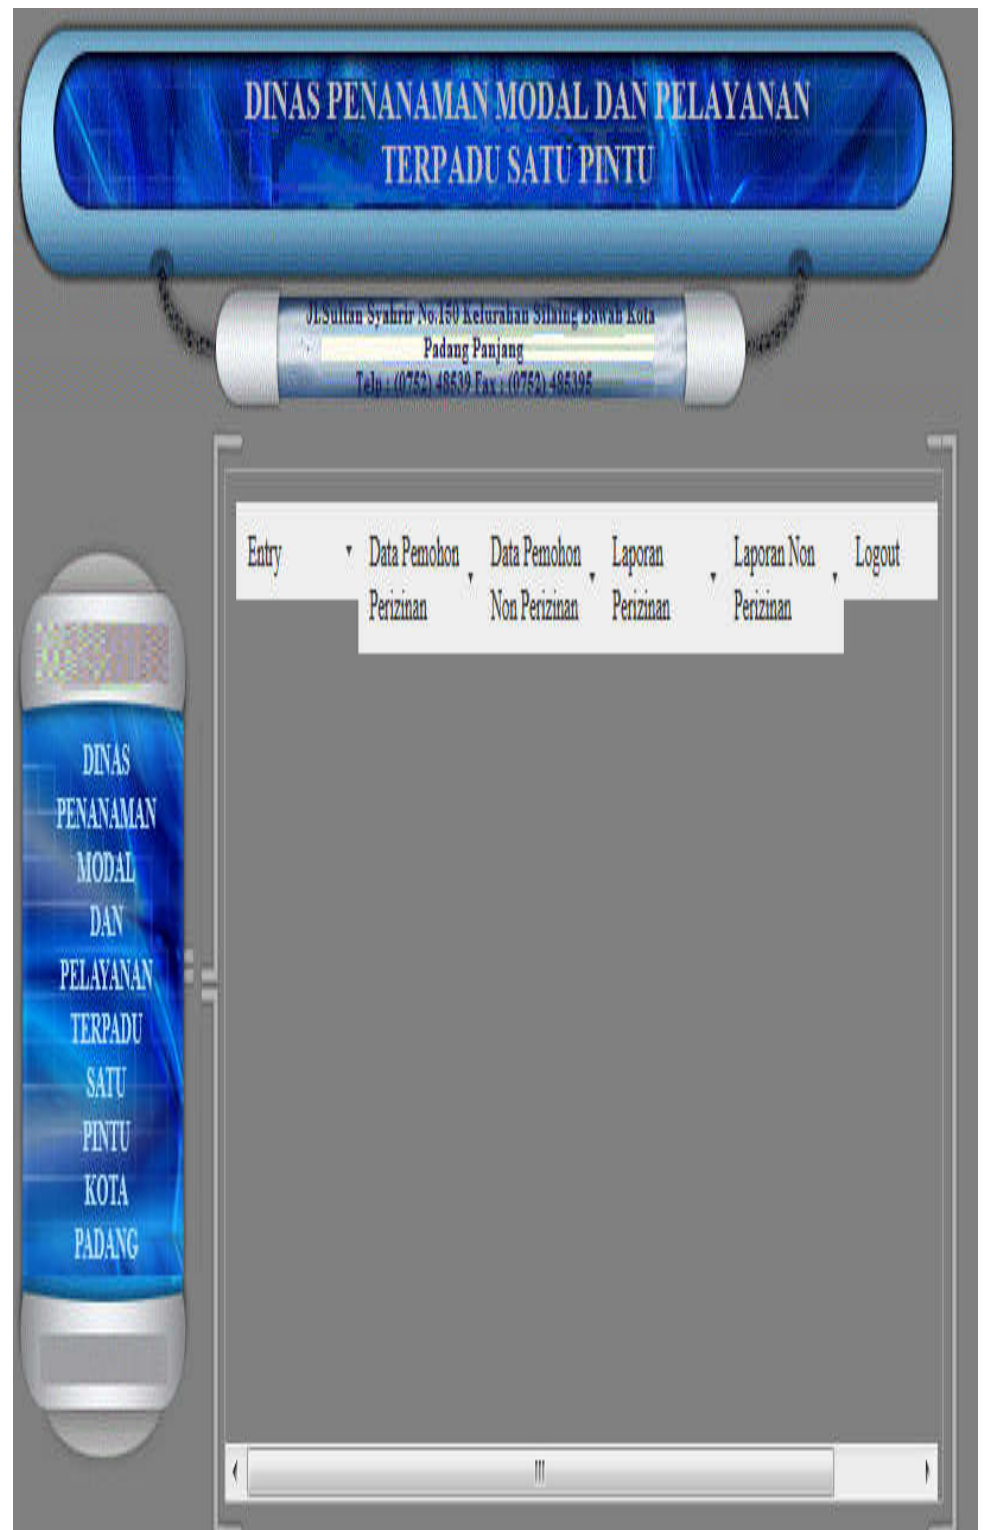 DINAS PENANAMAN MODAL DAN PELAYANAN
TERPADU SATU PINTU
Jl.Sultan Syahrir No.150 Kelurahan Silaing Bawah Kota
Padang Panjang
Telp : (0752) 48539 Fax : (0752) 485395
Entry
Data Pemohon
Perizinan
Data Pemohon
Non Perizinan
Laporan
Perizinan
Laporan Non
Perizinan
Logout
DINAS
PENANAMAN
MODAL
DAN
PELAYANAN
TERPADU
SATU
PINTU
KOTA
PADANG